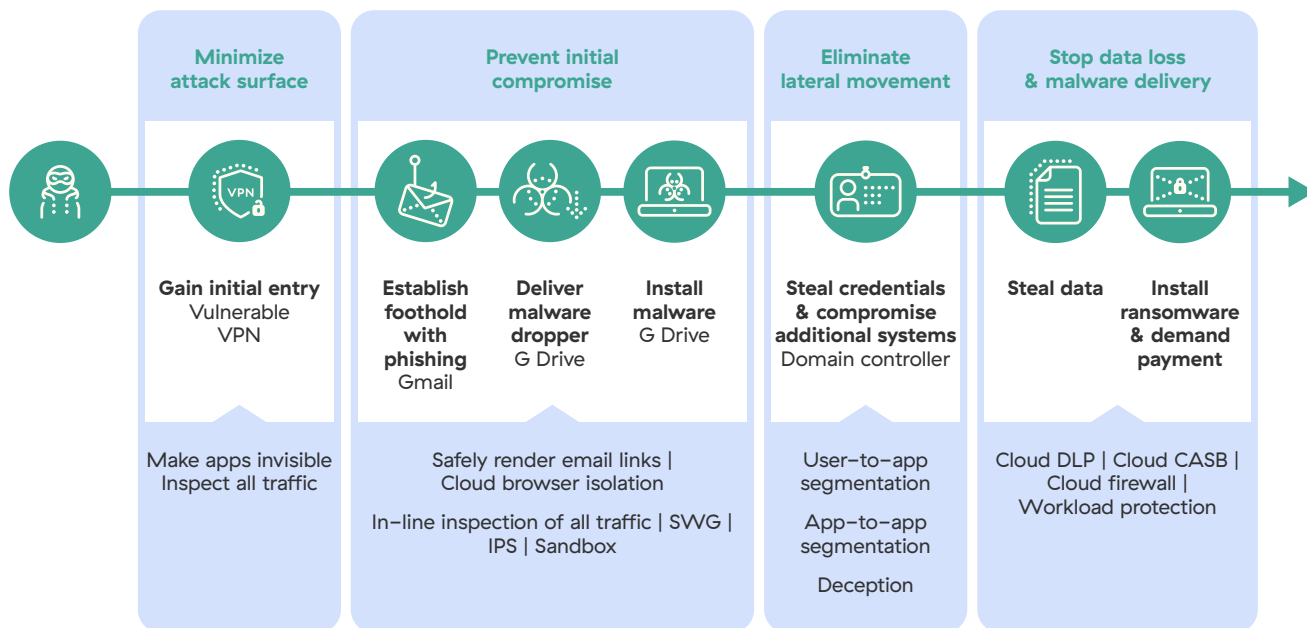 Minimize
attack surface
Prevent initial
compromise
Eliminate
lateral movement
Stop data loss
& malware delivery
VPN
Gain initial entry
Vulnerable
VPN
Establish
foothold
with
phishing
Gmail
Deliver
malware
dropper
G Drive
Install
malware
G Drive
Steal credentials
& compromise
additional systems
Domain controller
Steal data
Install
ransomware
& demand
payment
Make apps invisible
Inspect all traffic
Safely render email links |
Cloud browser isolation
In-line inspection of all traffic | SWG |
IPS | Sandbox
User-to-app
segmentation
App-to-app
segmentation
Deception
Cloud DLP | Cloud CASB |
Cloud firewall |
Workload protection